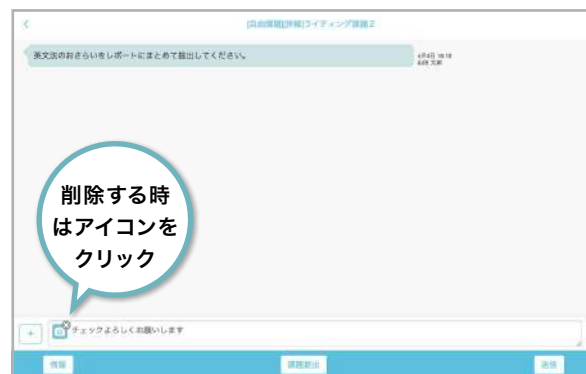 [自由課題][詳細]ライティング課題2
英文法のおさらいをレポートにまとめて提出してください。
4月4日
削除する時
はアイコンを
クリック
チェックよろしくお願いします
情報
課題提出
送信